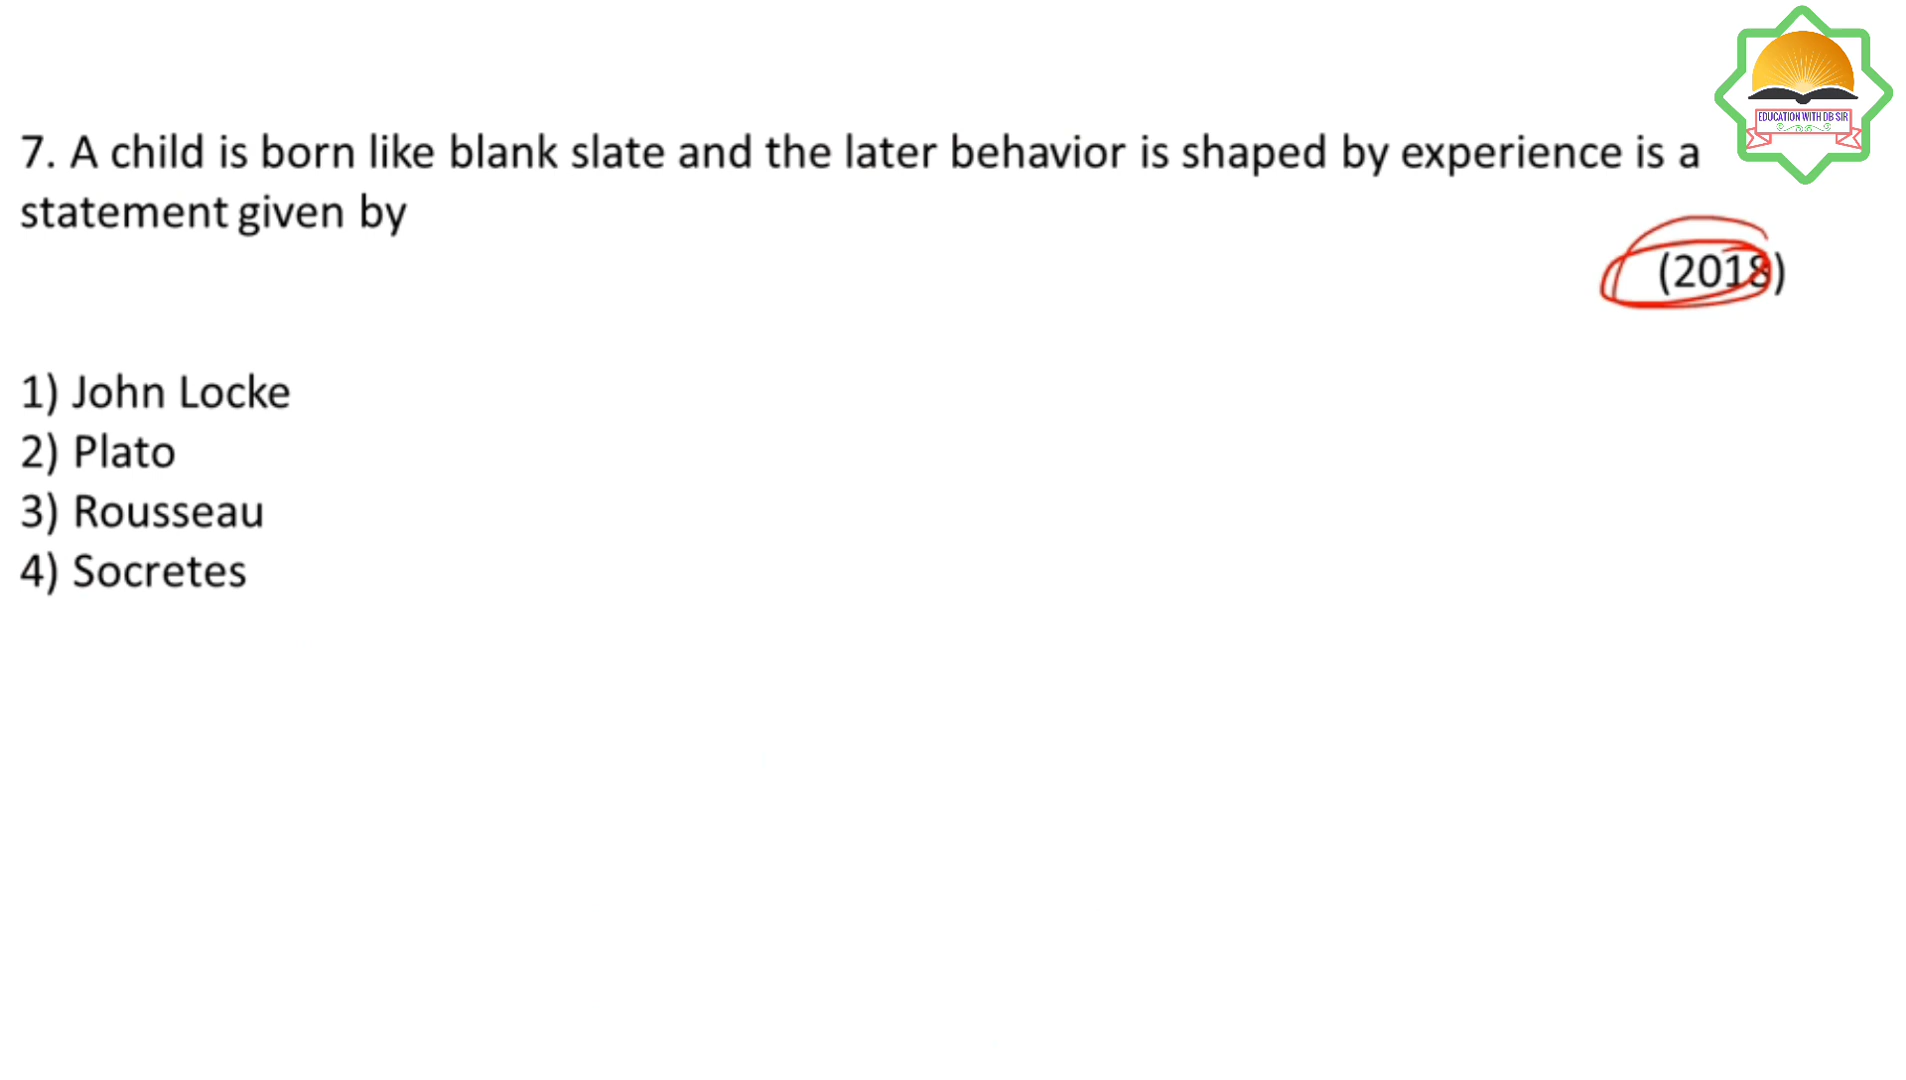 EDUCATION WITH DB SIR
7. A child is born like blank slate and the later behavior is shaped by experience is a
statement given by
(2018)
1) John Locke
2) Plato
3) Rousseau
4) Socretes